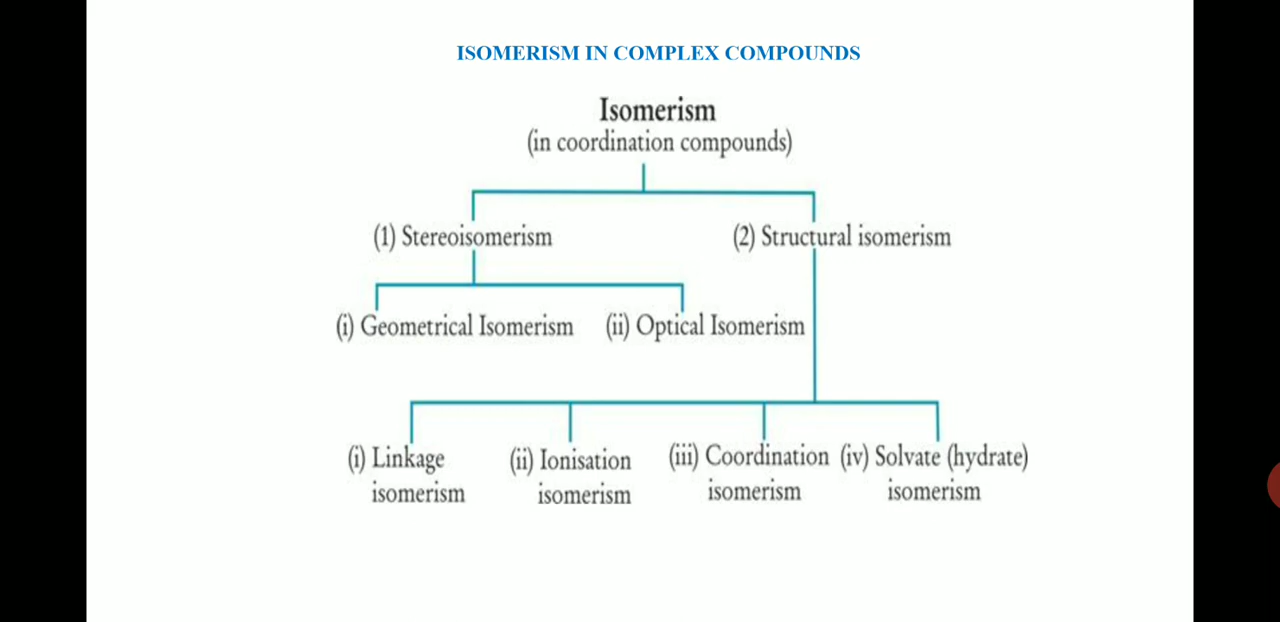 ISOMERISM IN COMPLEX COMPOUNDS
Isomerism
(in coordination compounds)
(1) Stereoisomerism
(2) Structural isomerism
(i) Geometrical Isomerism
(ii) Optical Isomerism
(i) Linkage
isomerism
(ii) Ionisation
isomerism
(iii) Coordination
isomerism
(iv) Solvate (hydrate)
isomerism